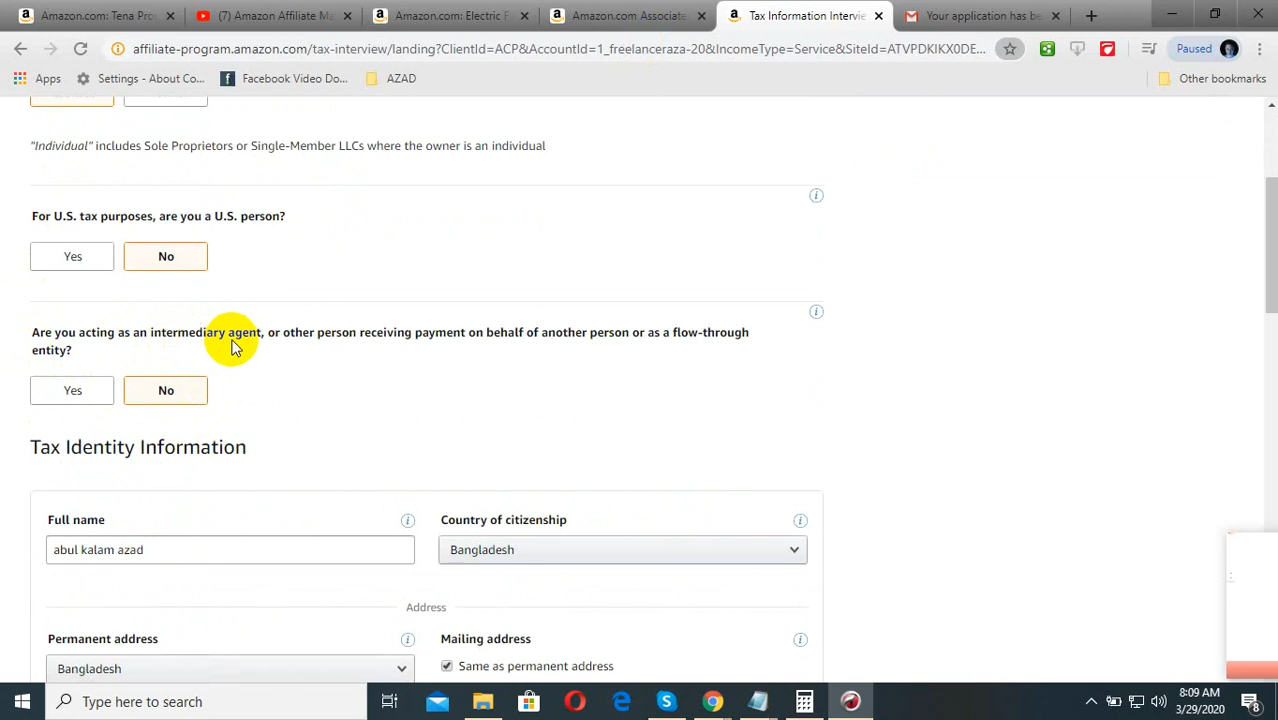 Amazon.com: Tena Pro
(7) Amazon Affiliate Ma
Amazon.com: Electric F
Amazon.com Associate
Tax Information Intervie
Your application has be
affiliate-program.amazon.com/tax-interview/landing?ClientId=ACP&AccountId=1_freelanceraza-20&IncomeType=Service&SiteId=ATVPDKIKX0DE...
Paused
Apps
Settings - About Co...
Facebook Video Do...
AZAD
Other bookmarks
"Individual" includes Sole Proprietors or Single-Member LLCs where the owner is an individual
For U.S. tax purposes, are you a U.S. person?
Yes No
Are you acting as an intermediary agent, or other person receiving payment on behalf of another person or as a flow-through
entity?
Yes No
Tax Identity Information
Full name
Country of citizenship
abul kalam azad
Bangladesh
Address
Permanent address
Mailing address
Bangladesh
Same as permanent address
Type here to search
8:09 AM
3/29/2020
8